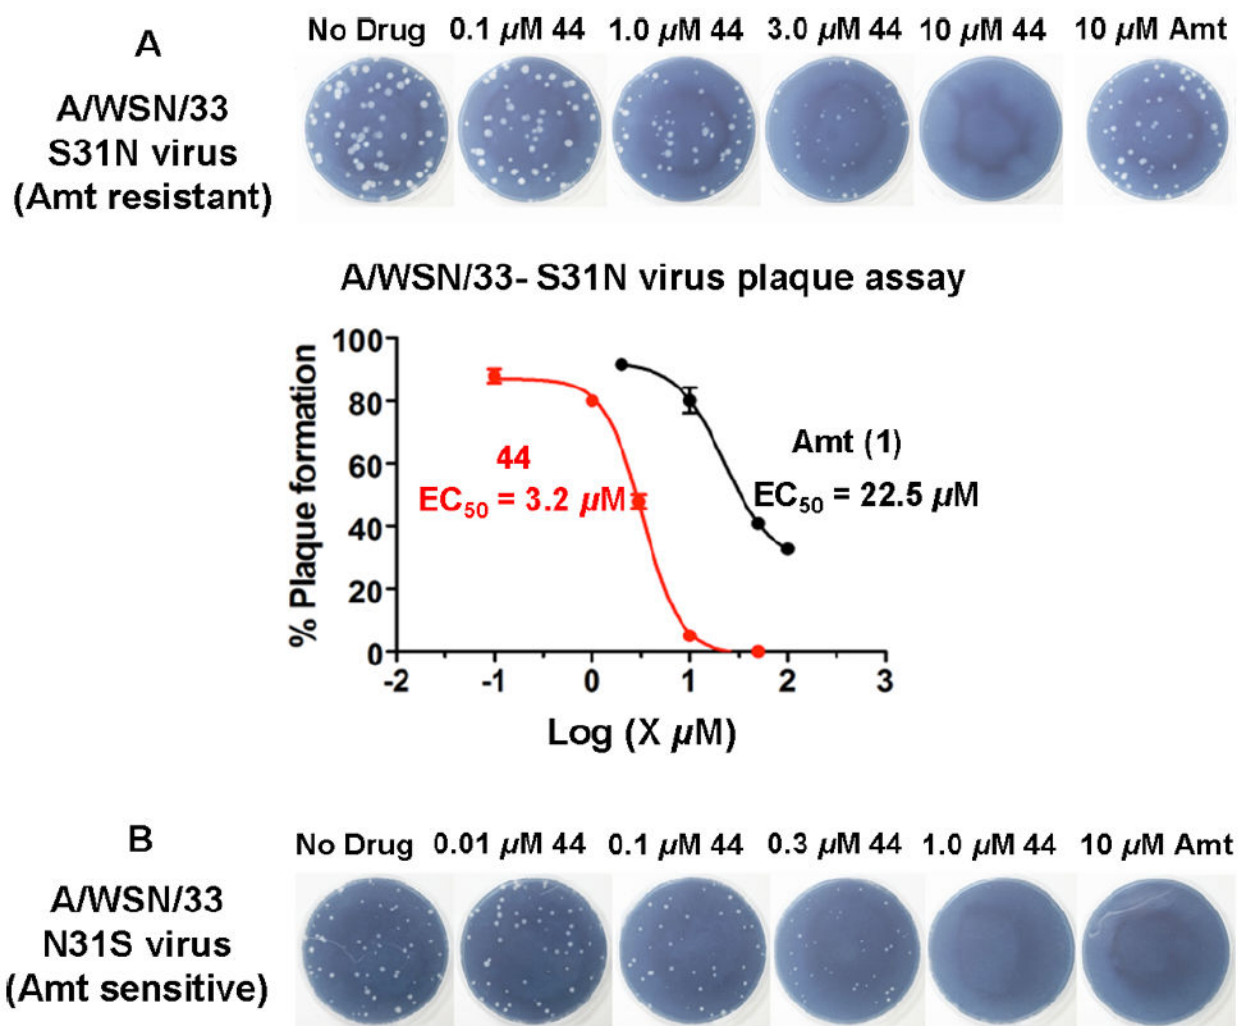 A
A/WSN/33
S31N virus
(Amt resistant)
No Drug 0.1 µM 44 1.0 µM 44 3.0 µM 44 10 µM 44 10 µM Amt
A/WSN/33- S31N virus plaque assay
% Plaque formation
100
80
60
40
20
0
-2 -1 0 1 2 3
Log (X µM)
44
EC50 = 3.2 µM
Amt (1)
EC50 = 22.5 µM
B
A/WSN/33
N31S virus
(Amt sensitive)
No Drug 0.01 µM 44 0.1 µM 44 0.3 µM 44 1.0 µM 44 10 µM Amt